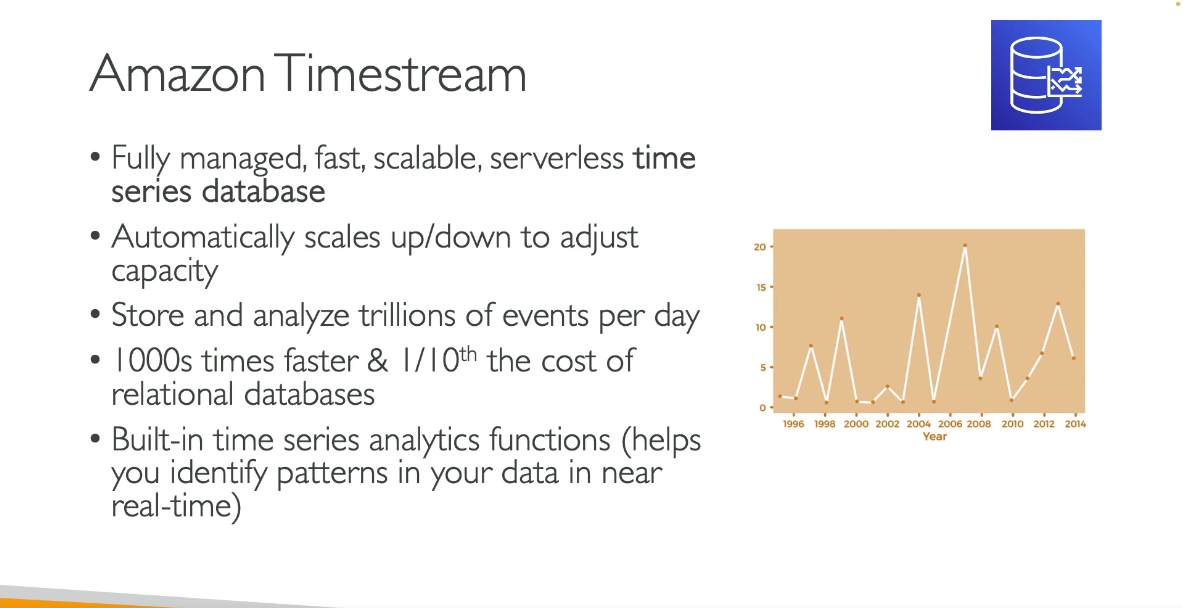 Amazon Timestream
• Fully managed, fast, scalable, serverless time
series database
• Automatically scales up/down to adjust
capacity
• Store and analyze trillions of events per day
• 1000s times faster & 1/10th the cost of
relational databases
• Built-in time series analytics functions (helps
you identify patterns in your data in near
real-time)
20
15
10
5
0
1996 1998 2000 2002 2004 2006 2008 2010 2012 2014
Year